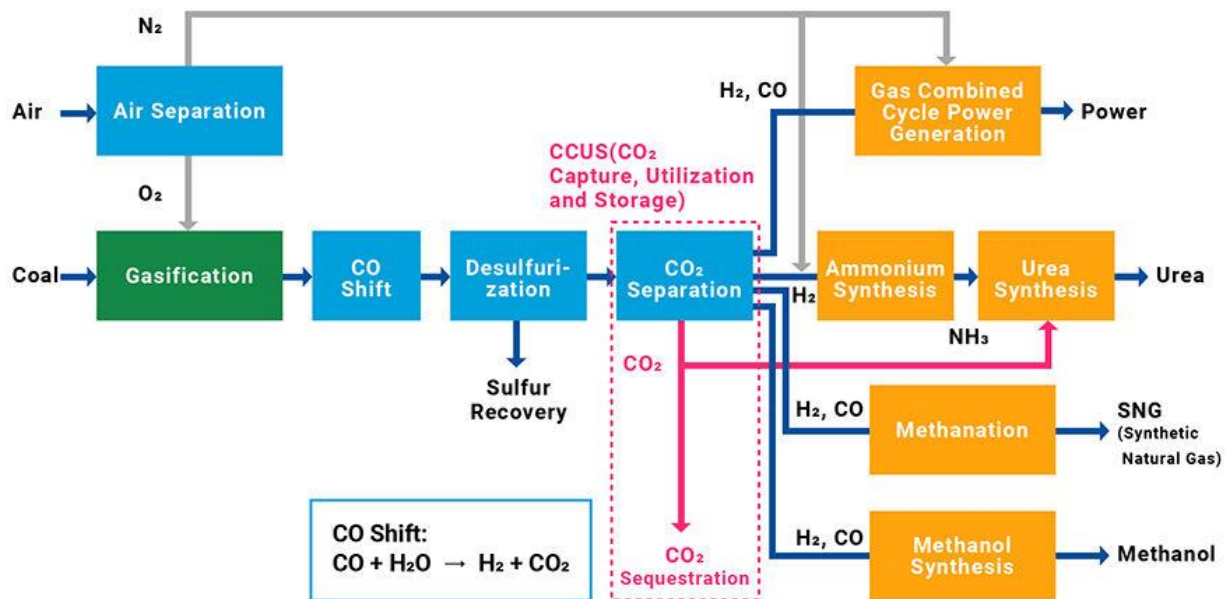 N₂
Air
Air Separation
H₂, CO
Gas Combined
Cycle Power
Generation
Power
CCUS(CO₂
Capture, Utilization
and Storage)
O₂
Coal
Gasification
CO
Shift
Desulfuri-
zation
CO₂
Separation
H₂
Ammonium
Synthesis
Urea
Synthesis
Urea
NH₃
CO₂
Sulfur
Recovery
H₂, CO
Methanation
SNG
(Synthetic
Natural Gas)
CO Shift:
CO + H₂O → H₂ + CO₂
CO₂
Sequestration
H₂, CO
Methanol
Synthesis
Methanol